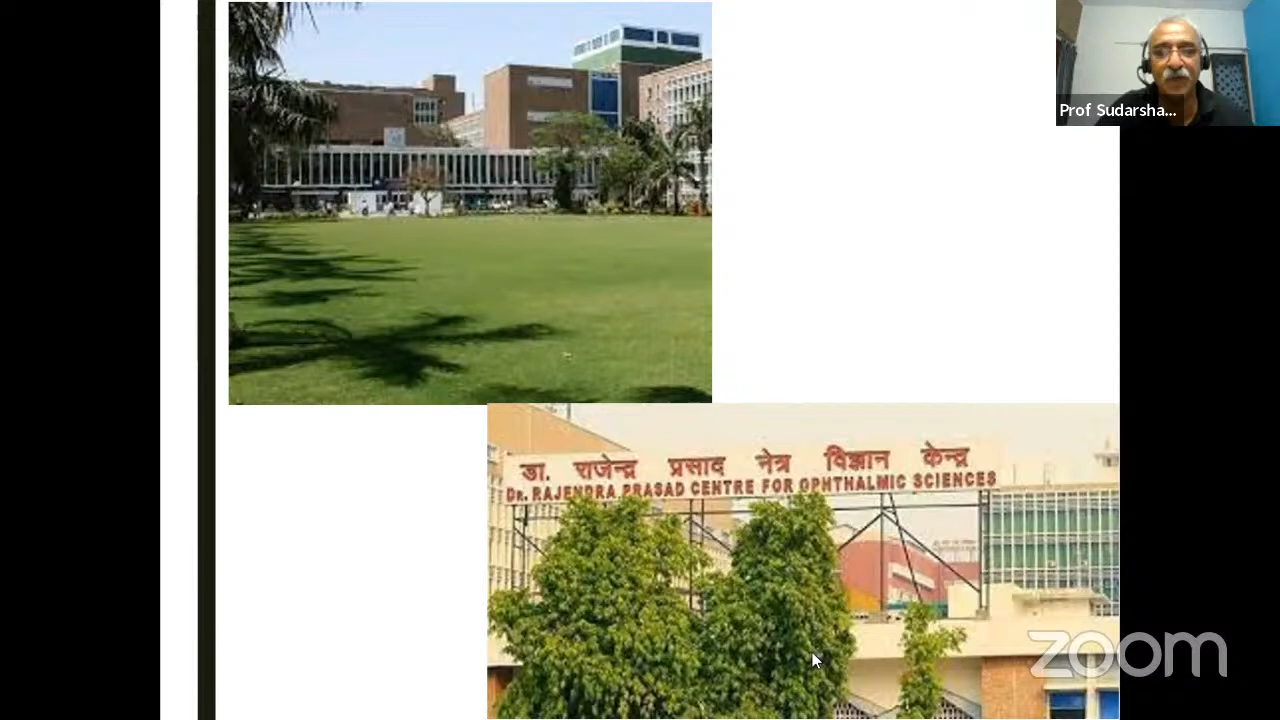 Prof Sudarsha...
डा. राजेन्द्र प्रसाद नेत्र विज्ञान केन्द्र
DR. RAJENDRA PRASAD CENTRE FOR OPHTHALMIC SCIENCES
zoom